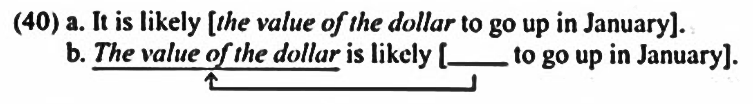 (40) a. It is likely [the value of the dollar to go up in January].
b. The value of the dollar is likely [____ to go up in January].